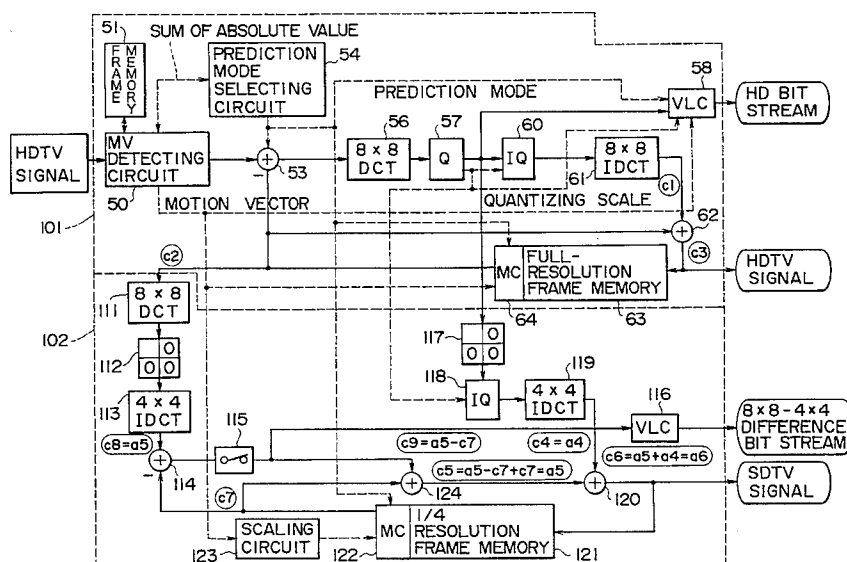 51
FRAME
MEMORY
SUM OF ABSOLUTE VALUE
PREDICTION
MODE
SELECTING
CIRCUIT
54
PREDICTION MODE
58
VLC
HD BIT
STREAM
HDTV
SIGNAL
MV
DETECTING
CIRCUIT
50
53
56
8 × 8
DCT
57
Q
60
IQ
8 × 8
IDCT
61
c1
MOTION VECTOR
QUANTIZING SCALE
62
101
c2
c3
MC
FULL-
RESOLUTION
FRAME MEMORY
64
63
HDTV
SIGNAL
111
8 × 8
DCT
102
112
0
0 0
117
0
0 0
113
4 × 4
IDCT
118
IQ
119
4 × 4
IDCT
116
VLC
8 × 8 - 4 × 4
DIFFERENCE
BIT STREAM
c8=a5
115
c9=a5-c7
c4=a4
c6=a5+a4=a6
114
c7
c5=a5-c7+c7=a5
124
120
SDTV
SIGNAL
SCALING
CIRCUIT
123
MC
1/4
RESOLUTION
FRAME MEMORY
122
121
-
-